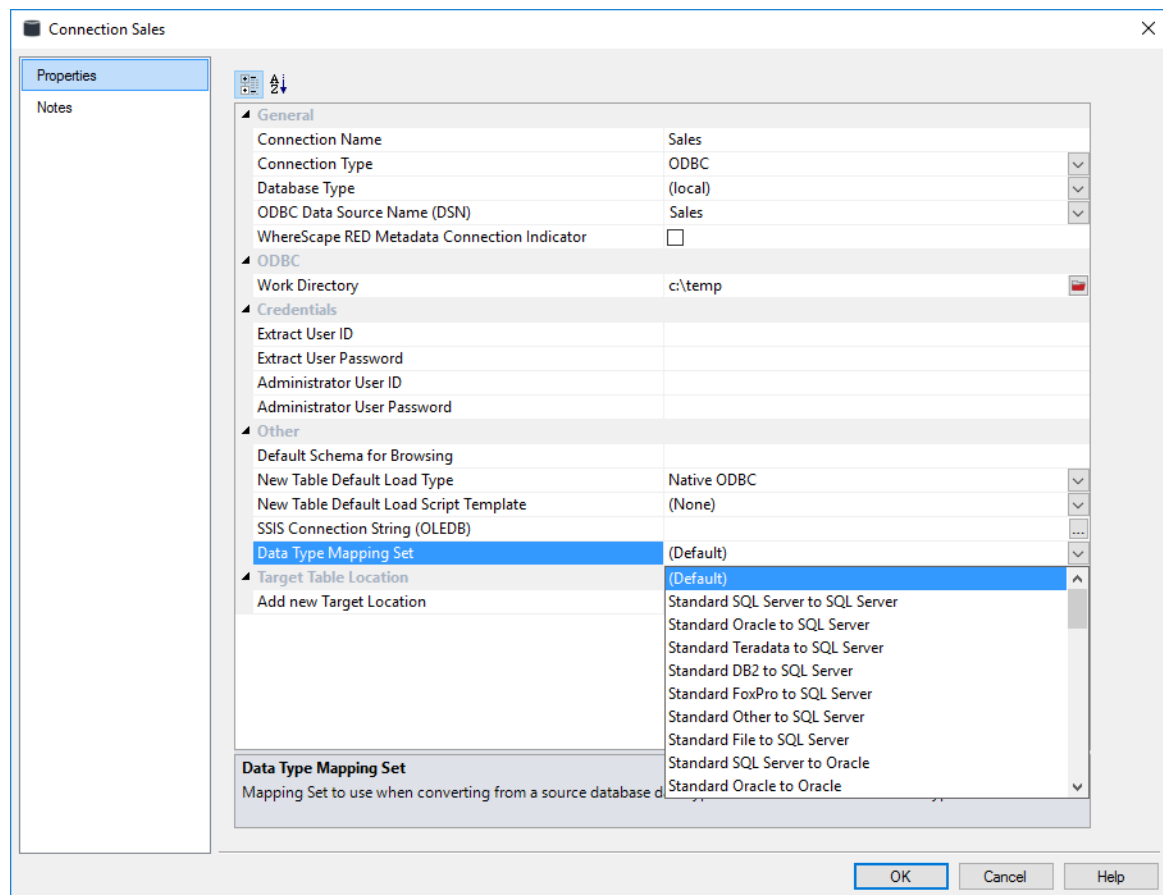 Connection Sales
Properties
Notes
General
Connection Name Sales
Connection Type ODBC
Database Type (local)
ODBC Data Source Name (DSN) Sales
WhereScape RED Metadata Connection Indicator
ODBC
Work Directory c:\temp
Credentials
Extract User ID
Extract User Password
Administrator User ID
Administrator User Password
Other
Default Schema for Browsing
New Table Default Load Type Native ODBC
New Table Default Load Script Template (None)
SSIS Connection String (OLEDB) ...
Data Type Mapping Set (Default)
Target Table Location
Add new Target Location
(Default)
Standard SQL Server to SQL Server
Standard Oracle to SQL Server
Standard Teradata to SQL Server
Standard DB2 to SQL Server
Standard FoxPro to SQL Server
Standard Other to SQL Server
Standard File to SQL Server
Standard SQL Server to Oracle
Standard Oracle to Oracle
Data Type Mapping Set
Mapping Set to use when converting from a source database
OK Cancel Help